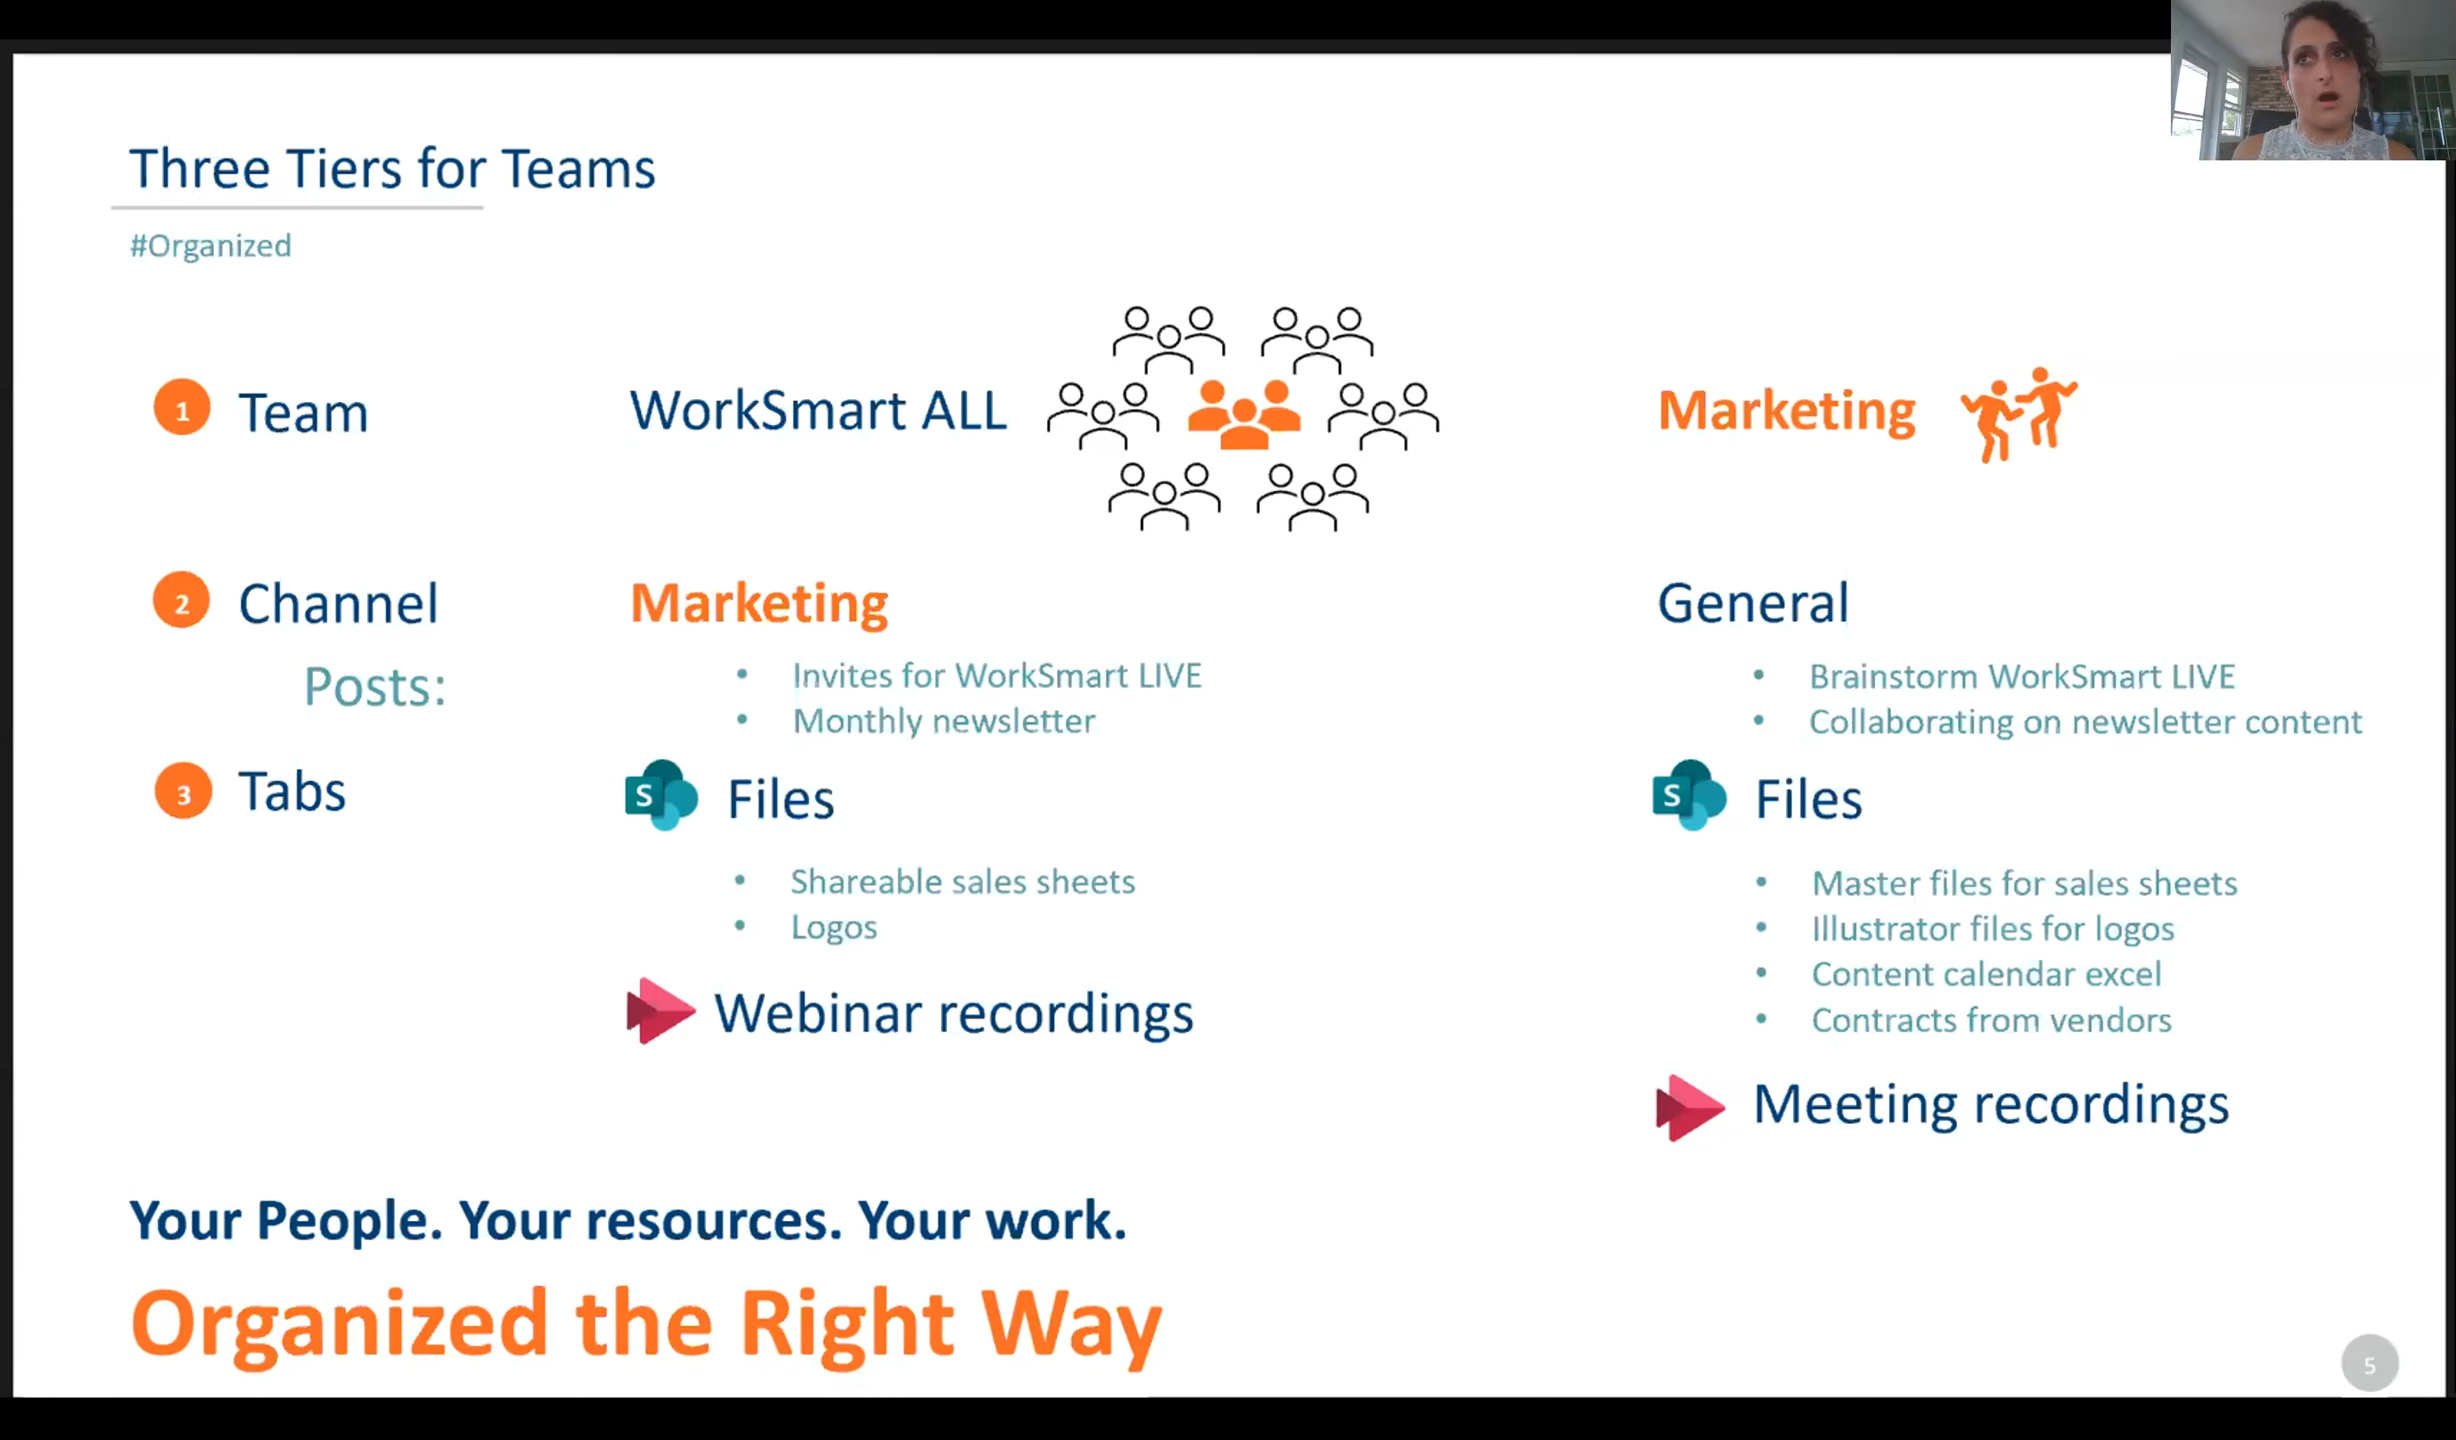 Three Tiers for Teams
#Organized
1 Team WorkSmart ALL Marketing
2 Channel Marketing General
Posts:
• Invites for WorkSmart LIVE
• Monthly newsletter
• Brainstorm WorkSmart LIVE
• Collaborating on newsletter content
3 Tabs
S Files
• Shareable sales sheets
• Logos
Webinar recordings
S Files
• Master files for sales sheets
• Illustrator files for logos
• Content calendar excel
• Contracts from vendors
Meeting recordings
Your People. Your resources. Your work.
Organized the Right Way
5